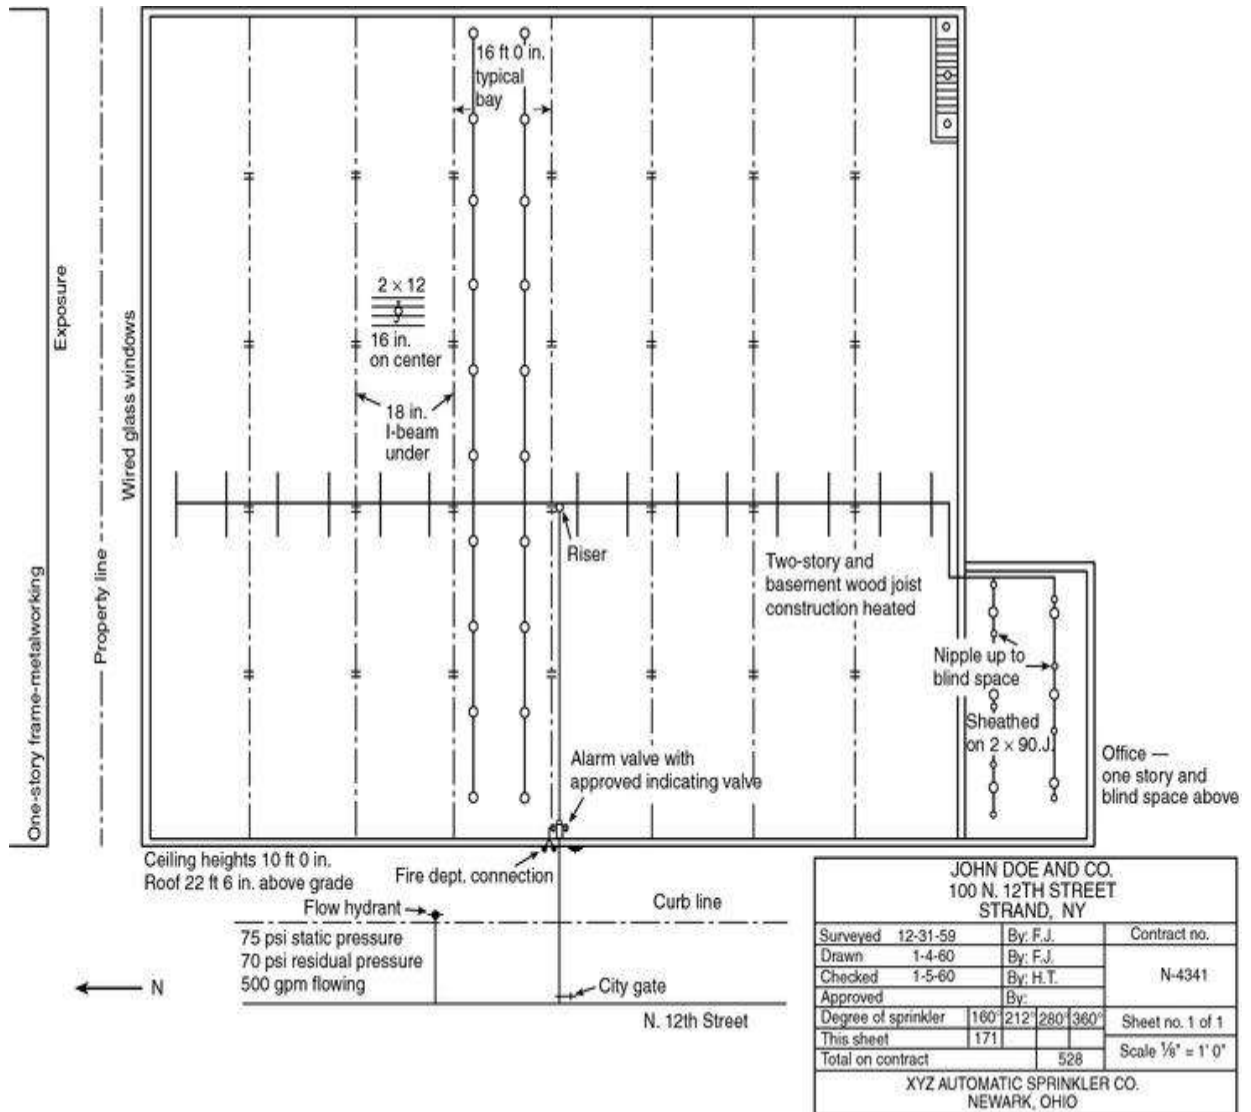 16 ft 0 in.
typical
bay
Exposure
Wired glass windows
2 × 12
16 in.
on center
18 in.
I-beam
under
Property line
One-story frame-metalworking
Riser
Two-story and
basement wood joist
construction heated
Nipple up to
blind space
Sheathed
on 2 × 90.J.
Office —
one story and
blind space above
Alarm valve with
approved indicating valve
Ceiling heights 10 ft 0 in.
Roof 22 ft 6 in. above grade
Fire dept. connection
Flow hydrant
Curb line
75 psi static pressure
70 psi residual pressure
500 gpm flowing
N
City gate
N. 12th Street
JOHN DOE AND CO.
100 N. 12TH STREET
STRAND, NY
Surveyed 12-31-59 By: F.J. Contract no.
Drawn 1-4-60 By: F.J.
Checked 1-5-60 By: H.T. N-4341
Approved By:
Degree of sprinkler 160° 212° 280° 360° Sheet no. 1 of 1
This sheet 171
Total on contract 528 Scale 1/8" = 1' 0"
XYZ AUTOMATIC SPRINKLER CO.
NEWARK, OHIO